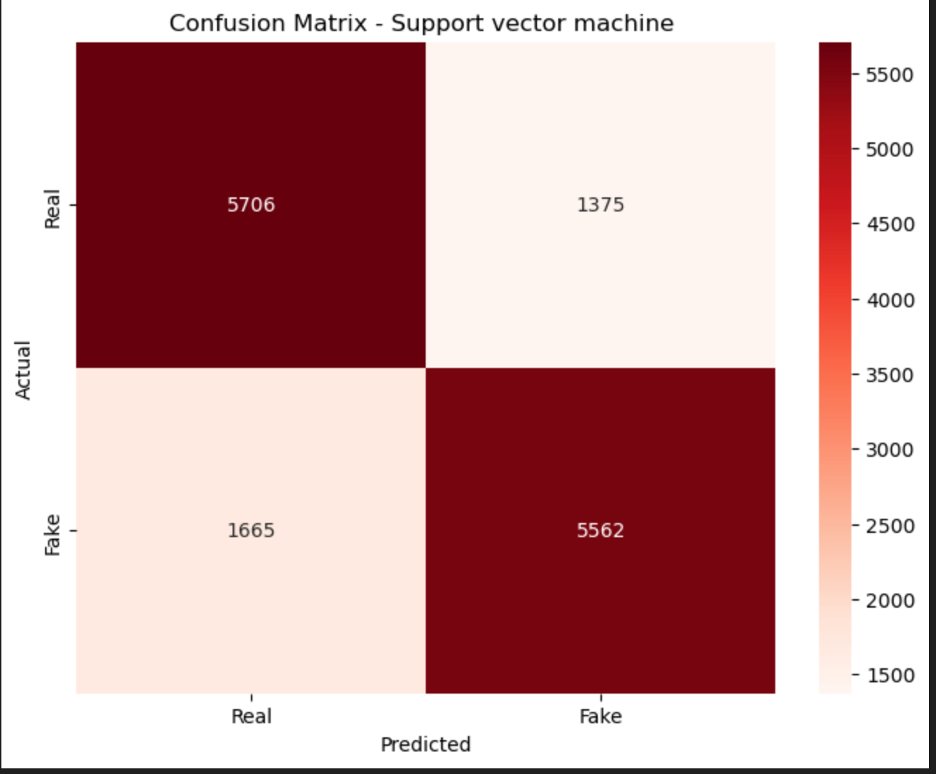 Confusion Matrix - Support vector machine
Actual
Real
5706
1375
Fake
1665
5562
Real
Fake
Predicted
5500
5000
4500
4000
3500
3000
2500
2000
1500